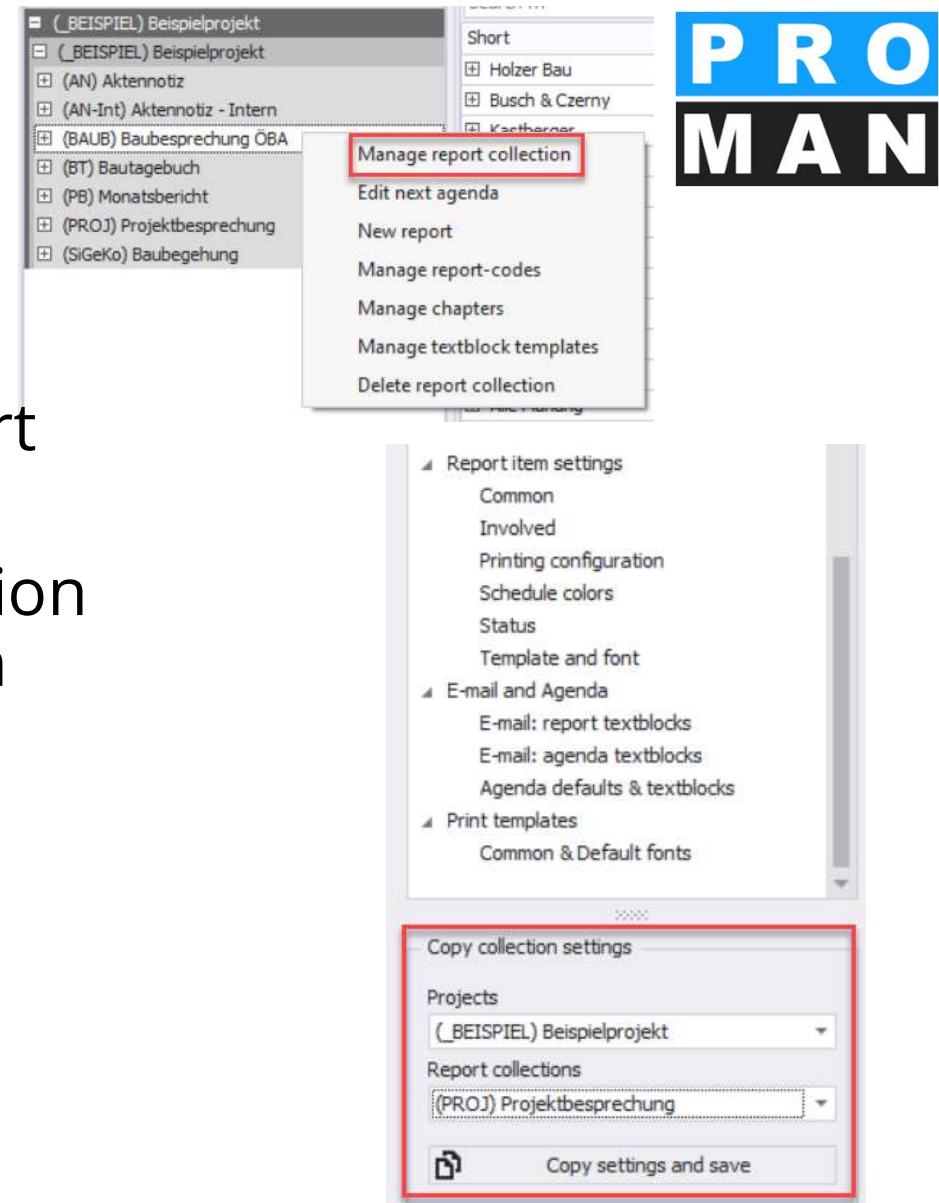 (_BEISPIEL) Beispielprojekt
(_BEISPIEL) Beispielprojekt
(AN) Aktennotiz
(AN-Int) Aktennotiz - Intern
(BAUB) Baubesprechung ÖBA
(BT) Bautagebuch
(PB) Monatsbericht
(PROJ) Projektbesprechung
(SiGeKo) Baubegehung
Short
Holzer Bau
Busch & Czerny
Kastberger
Manage report collection
Edit next agenda
New report
Manage report-codes
Manage chapters
Manage textblock templates
Delete report collection
PRO
MAN
rt
ion
Report item settings
Common
Involved
Printing configuration
Schedule colors
Status
Template and font
E-mail and Agenda
E-mail: report textblocks
E-mail: agenda textblocks
Agenda defaults & textblocks
Print templates
Common & Default fonts
Copy collection settings
Projects
(_BEISPIEL) Beispielprojekt
Report collections
(PROJ) Projektbesprechung
Copy settings and save